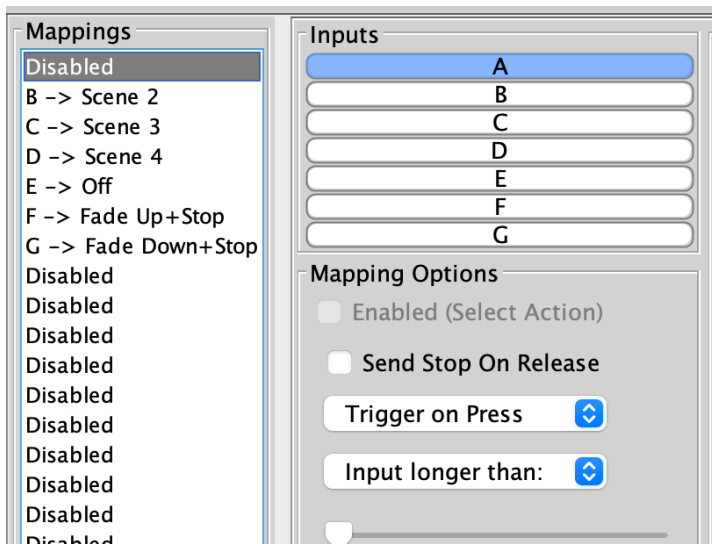 Mappings
Disabled
B -> Scene 2
C -> Scene 3
D -> Scene 4
E -> Off
F -> Fade Up+Stop
G -> Fade Down+Stop
Disabled
Disabled
Disabled
Disabled
Disabled
Disabled
Disabled
Disabled
Disabled
Disabled
Inputs
A
B
C
D
E
F
G
Mapping Options
Enabled (Select Action)
Send Stop On Release
Trigger on Press
Input longer than: